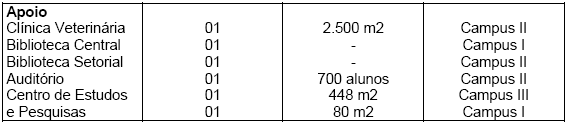 Apoio
Clínica Veterinária 01 2.500 m2 Campus II
Biblioteca Central 01 - Campus I
Biblioteca Setorial 01 - Campus II
Auditório 01 700 alunos Campus II
Centro de Estudos 01 448 m2 Campus III
e Pesquisas 01 80 m2 Campus I